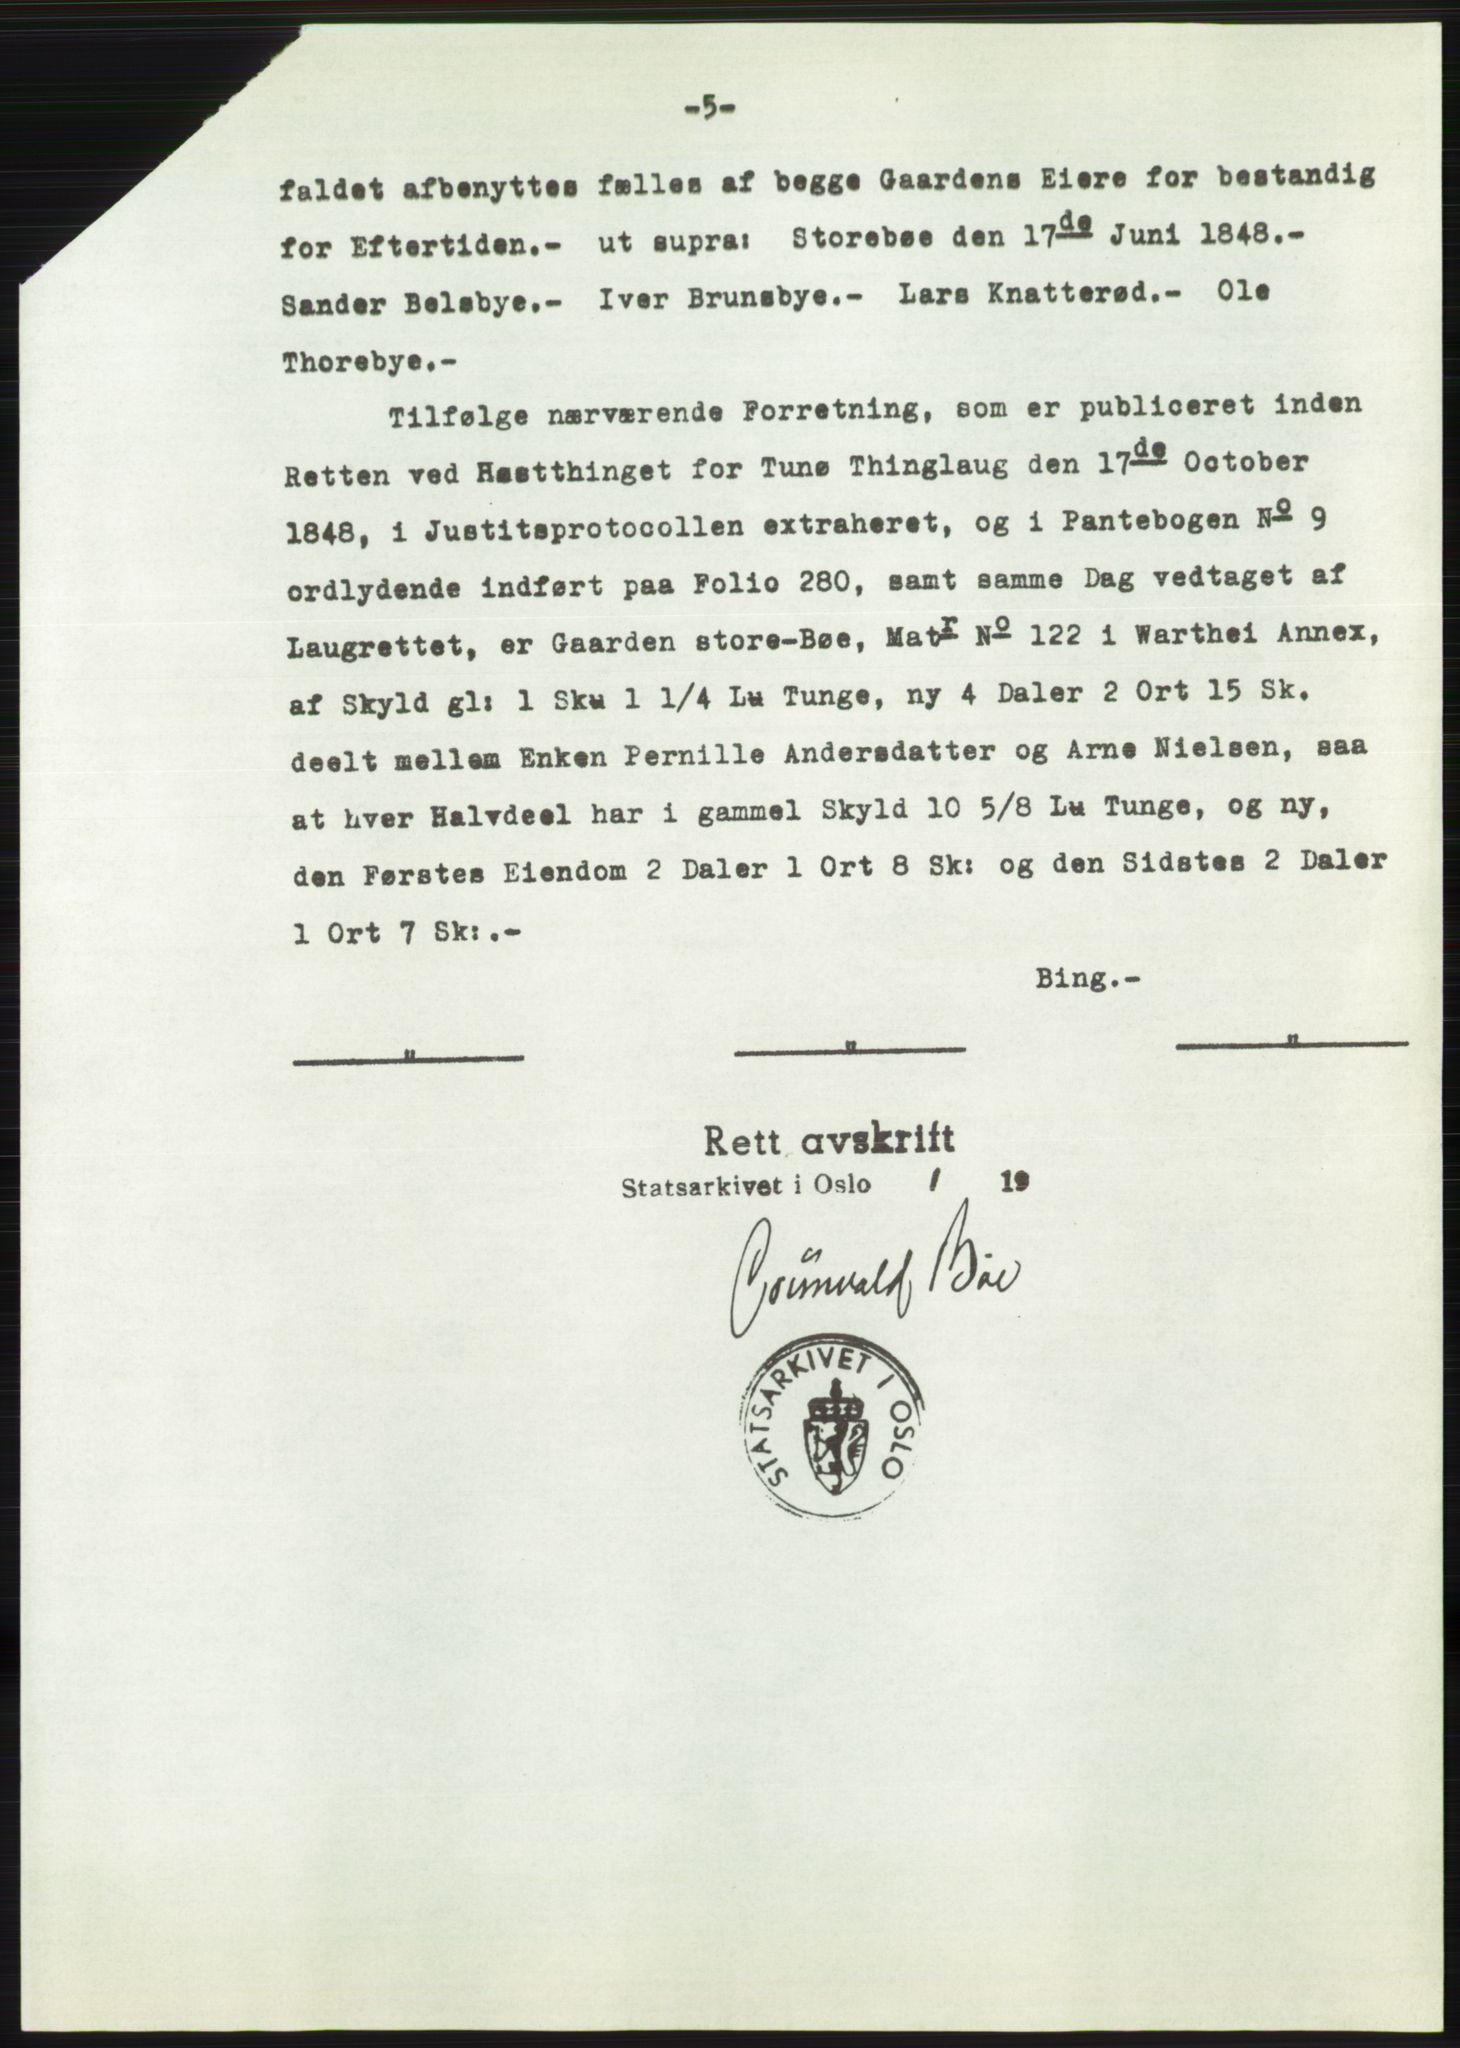 -5-
faldet afbenyttes fælles af begge Gaardens Eiere for bestandig
for Eftertiden.- ut supra: Storebøe den 17de Juni 1848.-
Sander Belsbye.- Iver Brunsbye.- Lars Knatterød.- Ole
Thorebye.-
Tilfølge nærværende Forretning, som er publiceret inden
Retten ved Høstthinget for Tunø Thinglaug den 17de October
1848, i Justitsprotocollen extraheret, og i Pantebogen No 9
ordlydende indført paa Folio 280, samt samme Dag vedtaget af
Laugrettet, er Gaarden store-Bøe, Matr No 122 i Warthei Annex,
af Skyld gl: 1 Sku 1 1/4 Lu Tunge, ny 4 Daler 2 Ort 15 Sk.
deelt mellem Enken Pernille Andersdatter og Arne Nielsen, saa
at hver Halvdeel har i gammel Skyld 10 5/8 Lu Tunge, og ny,
den Førstes Eiendom 2 Daler 1 Ort 8 Sk: og den Sidstes 2 Daler
1 Ort 7 Sk:.-
Bing.-
" " "
Rett avskrift
Statsarkivet i Oslo / 19
Grünwald Bøe
STATSARKIVET I OSLO